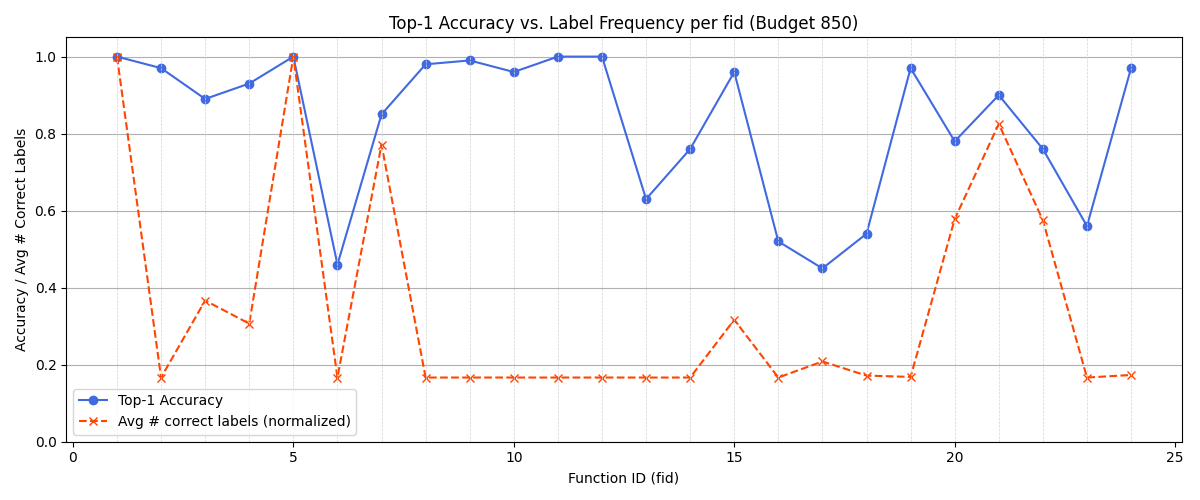 Top-1 Accuracy vs. Label Frequency per fid (Budget 850)
Accuracy / Avg # Correct Labels
1.0
0.8
0.6
0.4
0.2
0.0
Top-1 Accuracy
Avg # correct labels (normalized)
0
5
10
15
20
25
Function ID (fid)